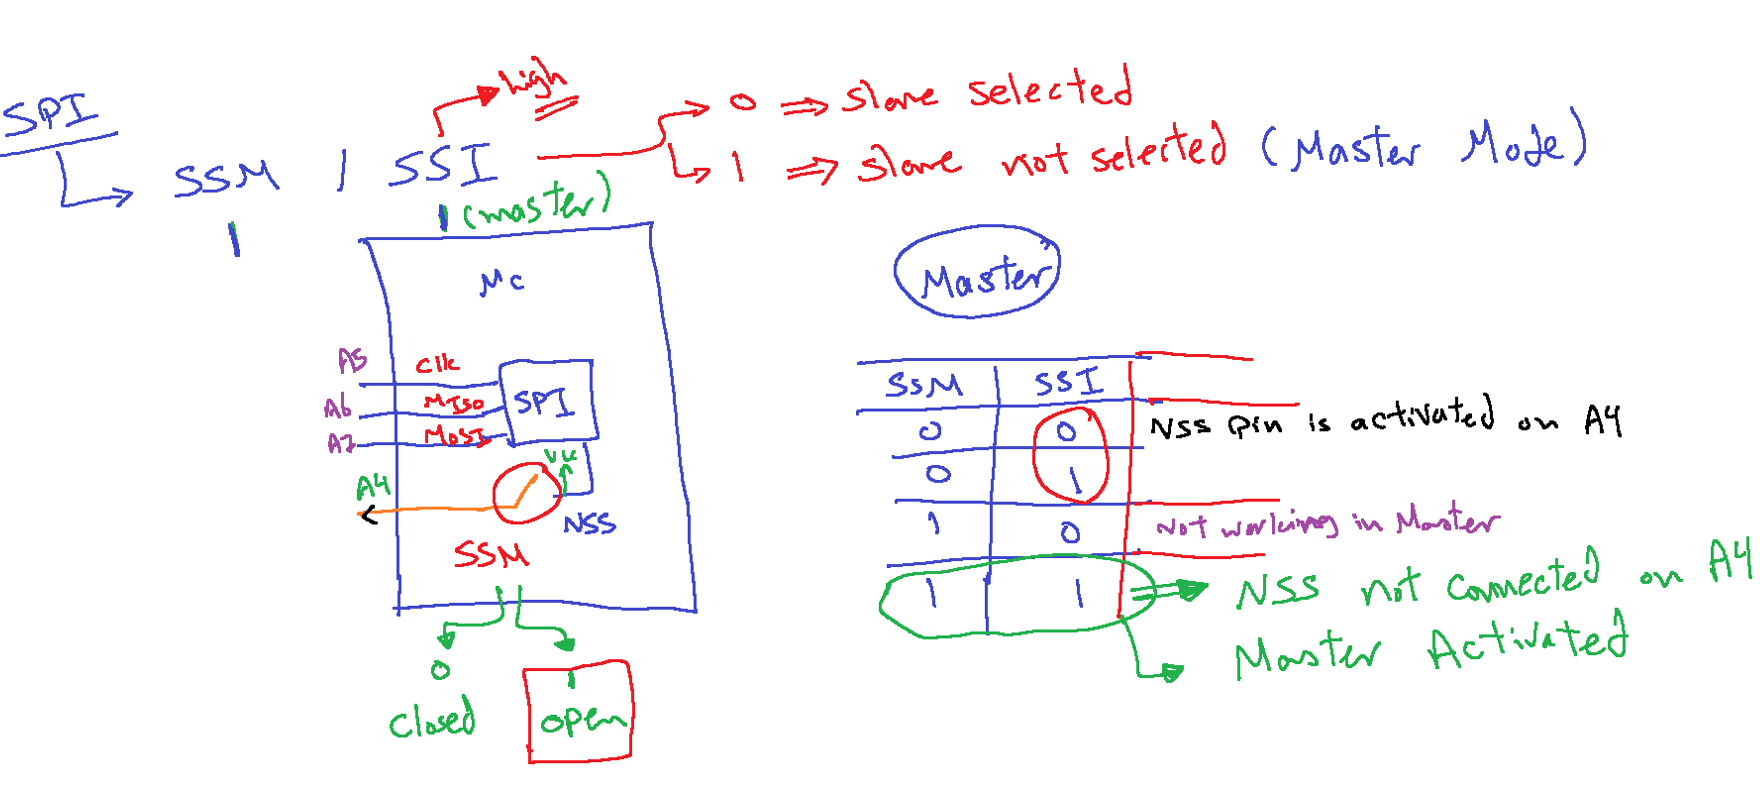 SPI
high
SSM / SSI
0 ⇒ slave selected
1 ⇒ slave not selected (Master Mode)
1
1 (master)
Mc
Master
A5 Clk
A6 MISO
A7 MOSI
SPI
Vcc
A4
NSS
SSM
0
closed
1
open
SSM SSI
0 0
NSS pin is activated on A4
0 1
1 0 Not working in Master
1 1 ⇒ NSS not connected on A4
Master Activated